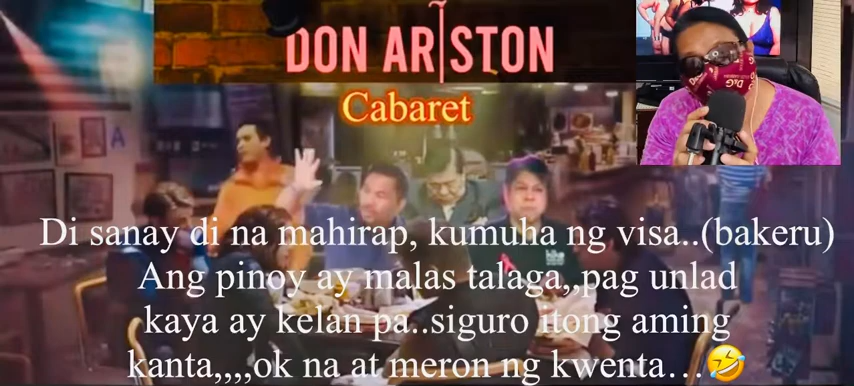 DON ARISTON
Cabaret
Di sanay di na mahirap, kumuha ng visa..(bakeru)
Ang pinoy ay malas talaga,,pag unlad
kaya ay kelan pa..siguro itong aming
kanta,,,,ok na at meron ng kwenta...🤣
D&G
A